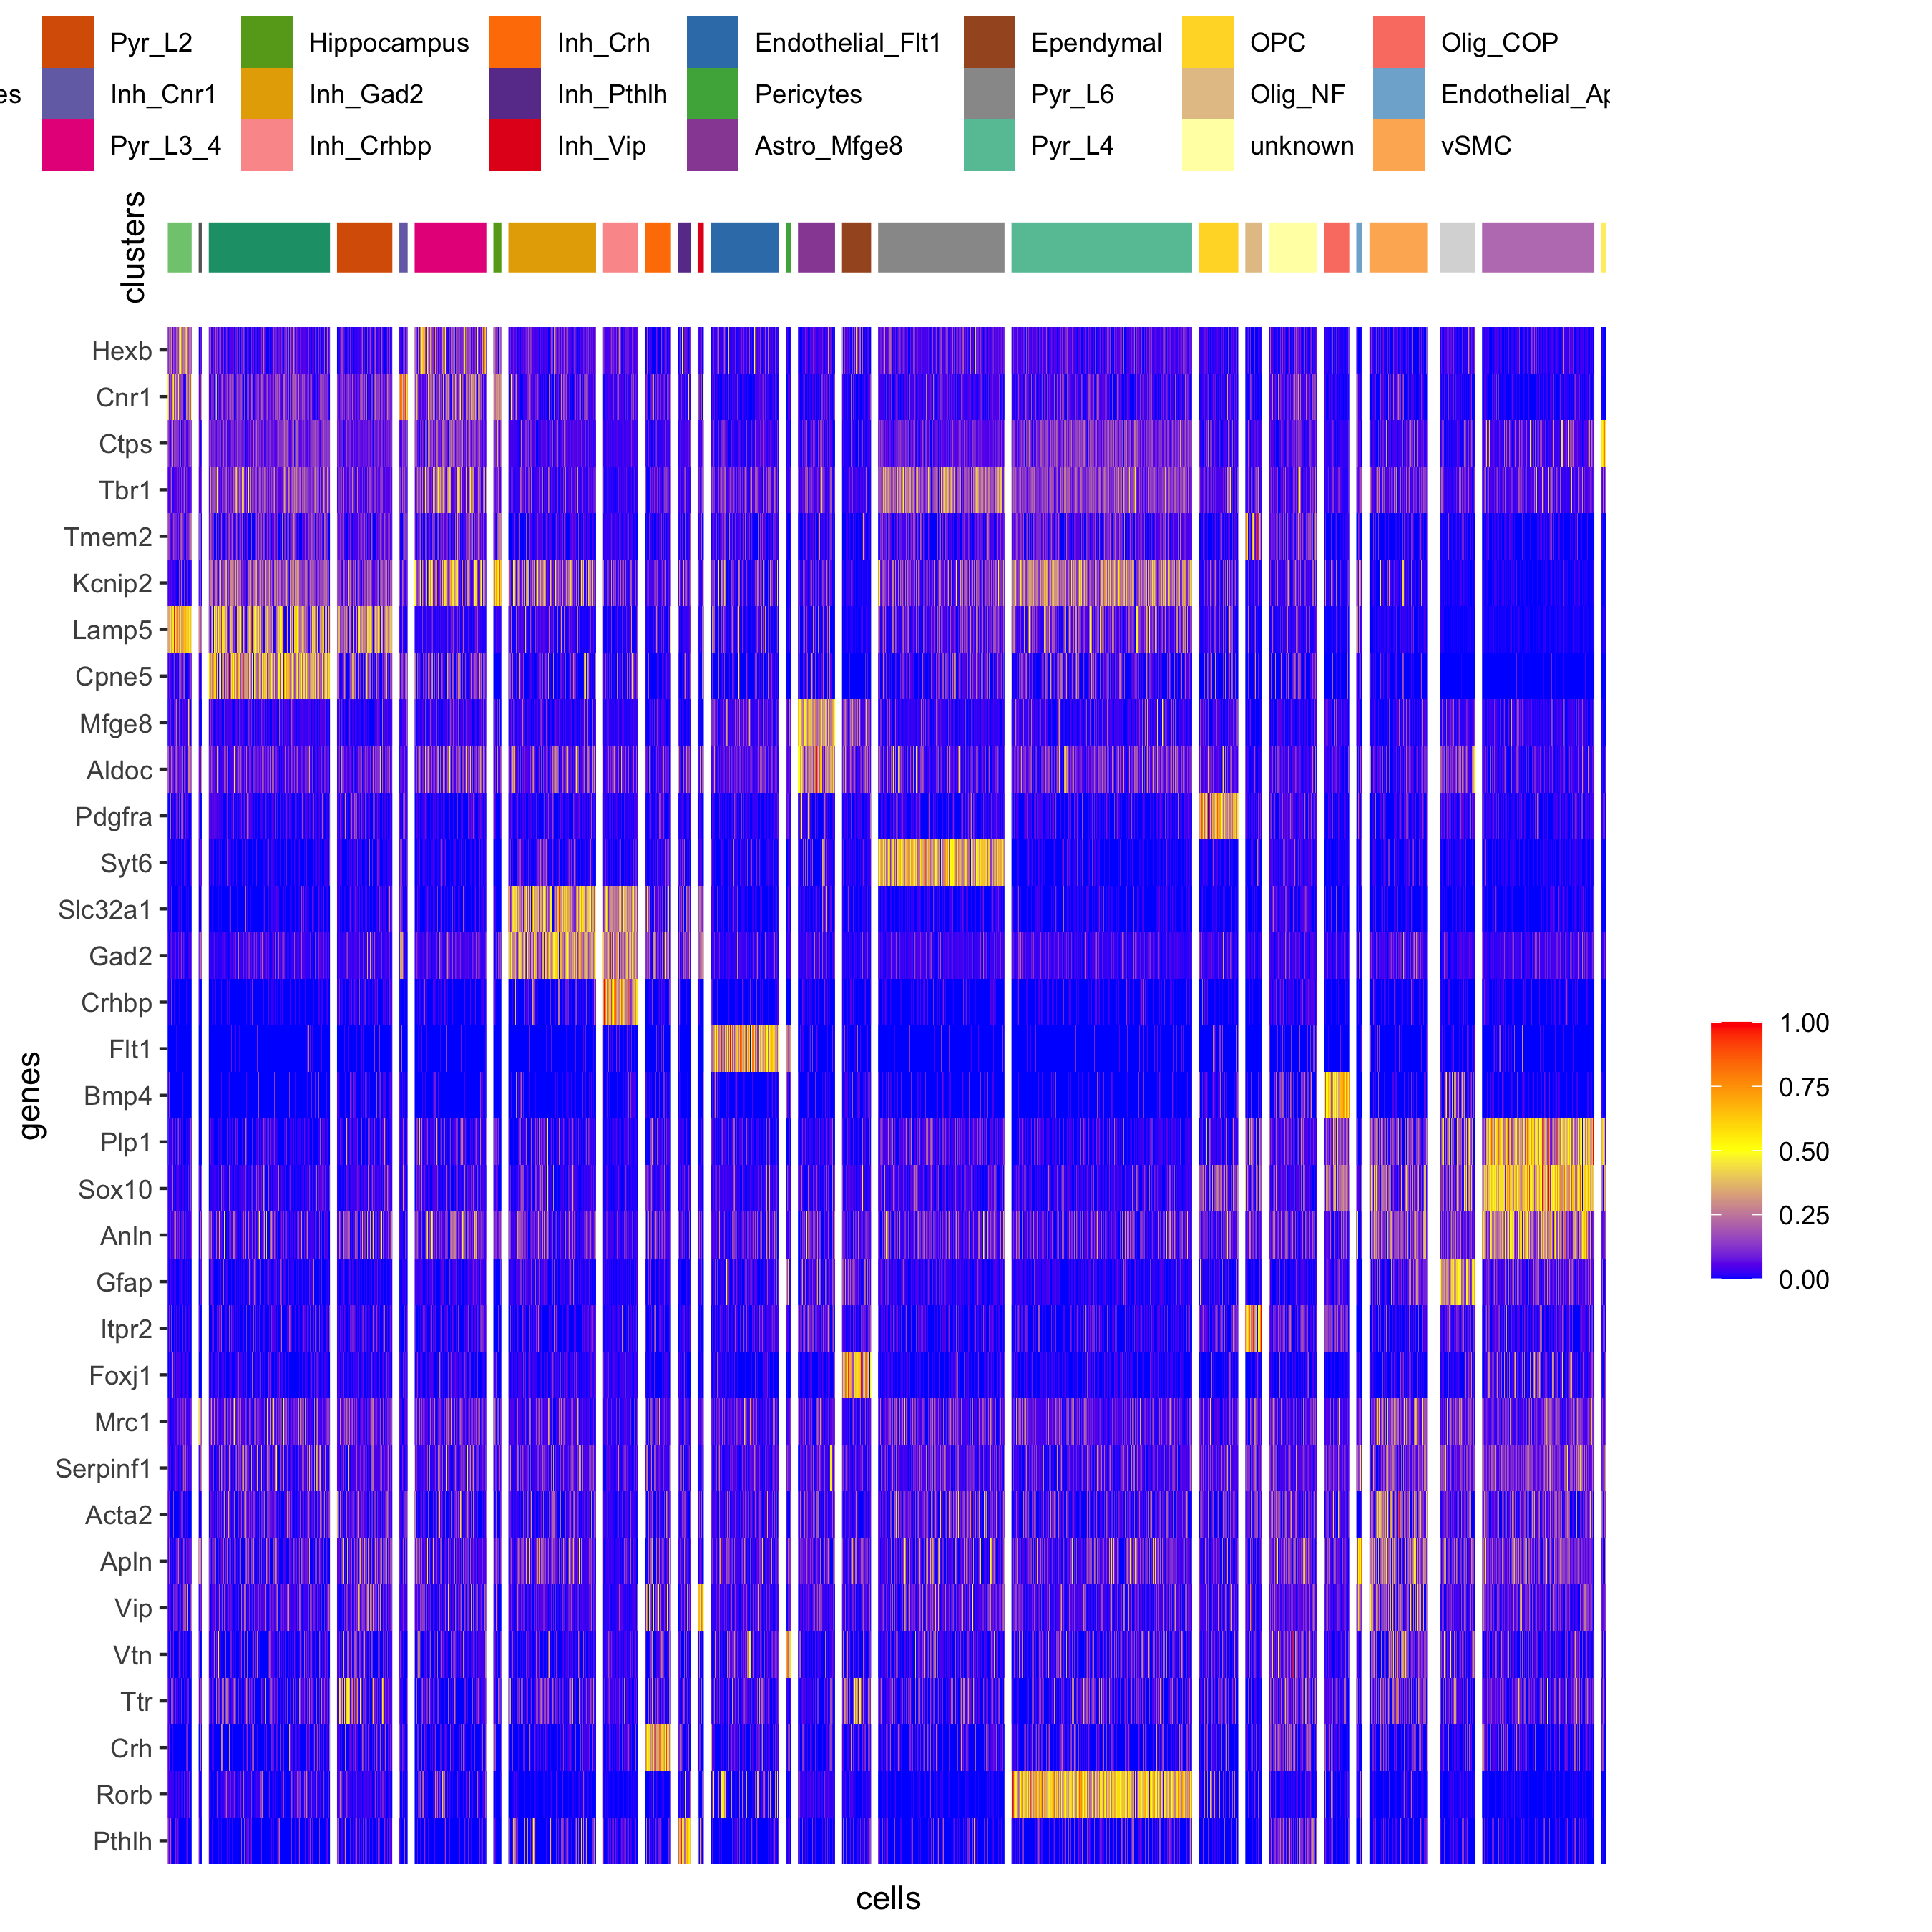 Pyr_L2 Hippocampus Inh_Crh Endothelial_Flt1 Ependymal OPC Olig_COP
es Inh_Cnr1 Inh_Gad2 Inh_Pthlh Pericytes Pyr_L6 Olig_NF Endothelial_Ap
Pyr_L3_4 Inh_Crhbp Inh_Vip Astro_Mfge8 Pyr_L4 unknown vSMC
clusters
Hexb
Cnr1
Ctps
Tbr1
Tmem2
Kcnip2
Lamp5
Cpne5
Mfge8
Aldoc
Pdgfra
Syt6
Slc32a1
Gad2
Crhbp
Flt1
Bmp4
Plp1
Sox10
Anln
Gfap
Itpr2
Foxj1
Mrc1
Serpinf1
Acta2
Apln
Vip
Vtn
Ttr
Crh
Rorb
Pthlh
genes
cells
1.00
0.75
0.50
0.25
0.00